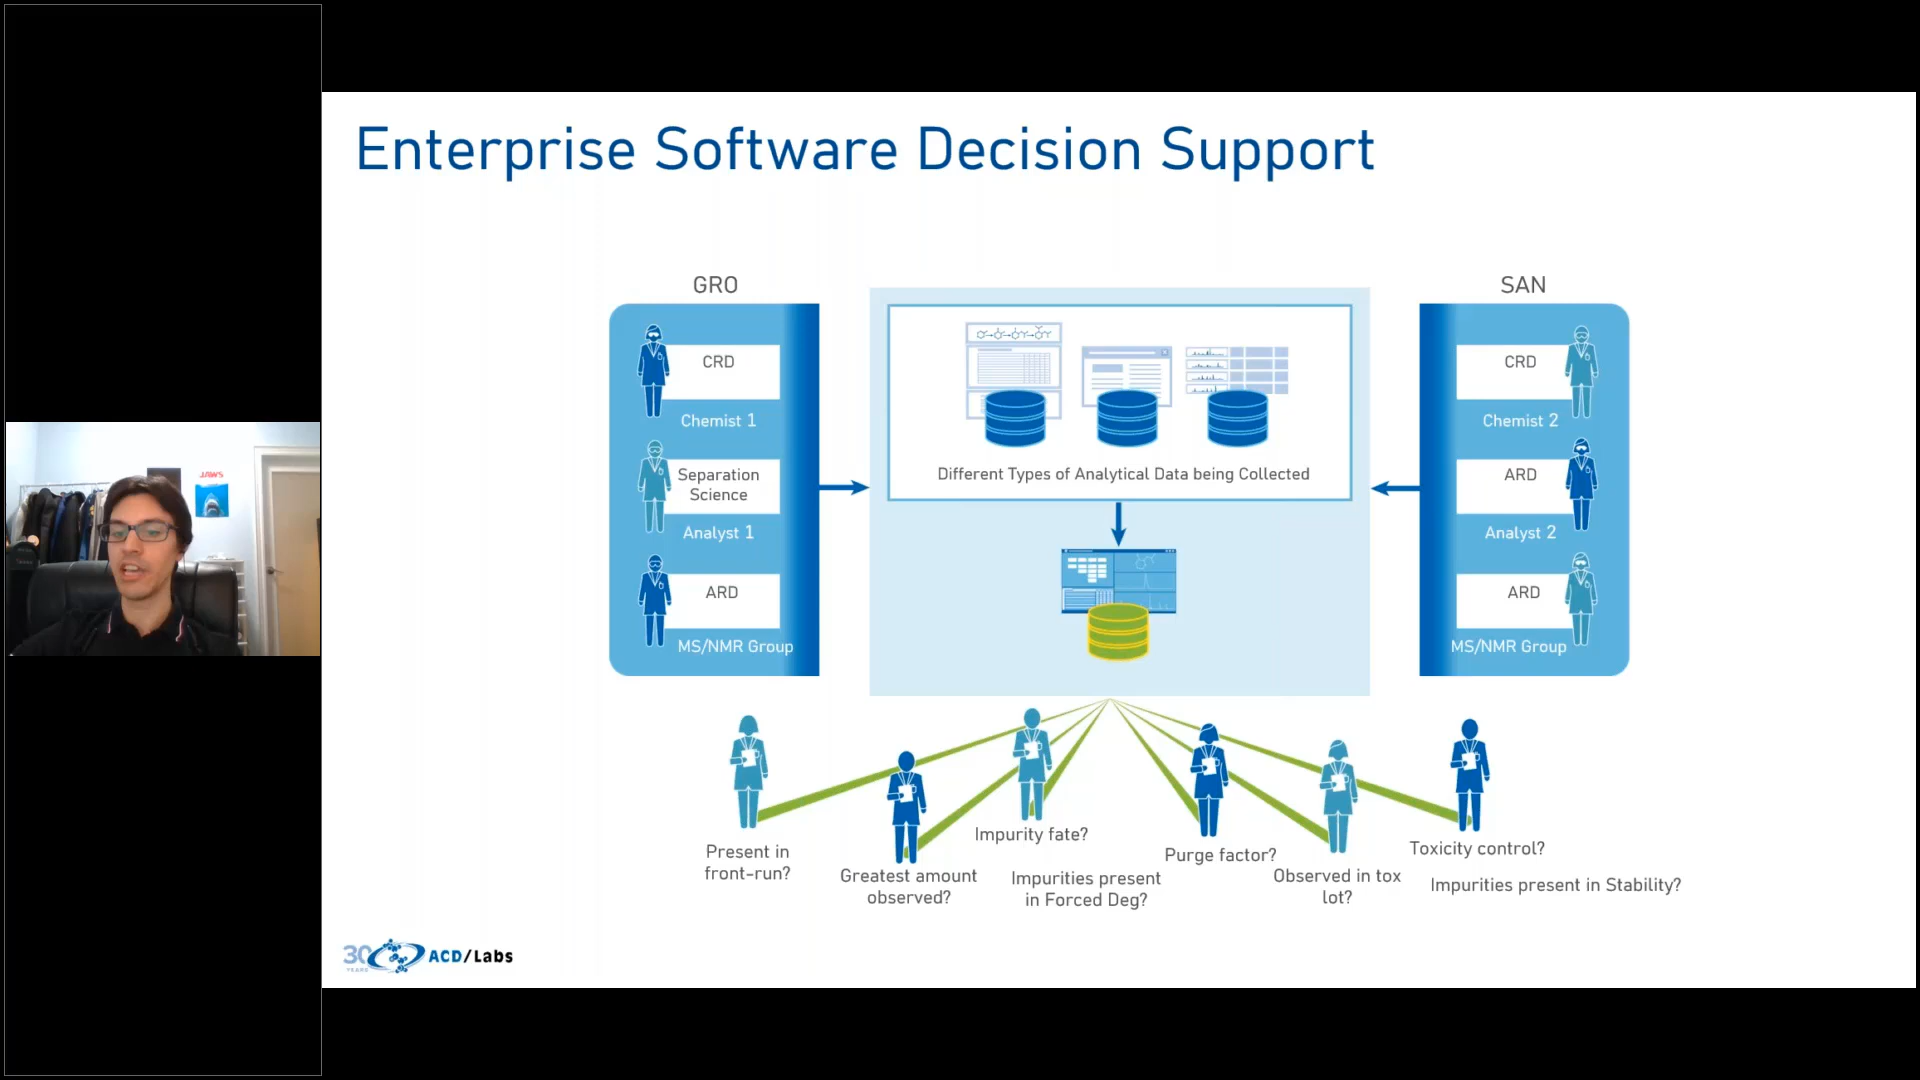 Enterprise Software Decision Support
GRO
CRD
Chemist 1
Separation
Science
Analyst 1
ARD
MS/NMR Group
Different Types of Analytical Data being Collected
SAN
CRD
Chemist 2
ARD
Analyst 2
ARD
MS/NMR Group
Present in
front-run?
Greatest amount
observed?
Impurity fate?
Impurities present
in Forced Deg?
Purge factor?
Observed in tox
lot?
Toxicity control?
Impurities present in Stability?
30
YEARS
ACD/Labs
JAWS